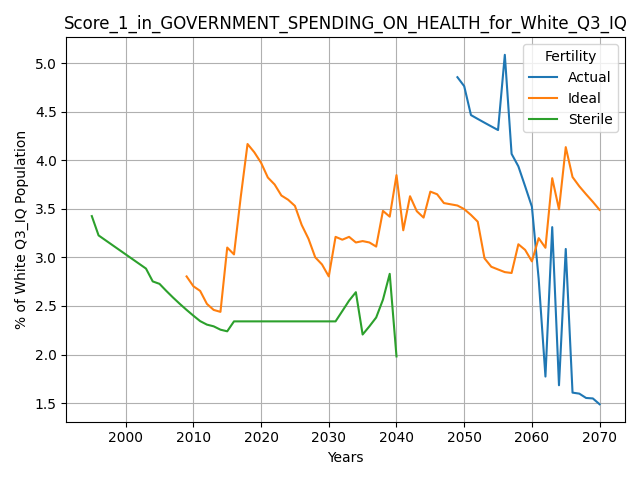 Score_1_in_GOVERNMENT_SPENDING_ON_HEALTH_for_White_Q3_IQ
Fertility
Actual
Ideal
Sterile
% of White Q3_IQ Population
5.0
4.5
4.0
3.5
3.0
2.5
2.0
1.5
2000 2010 2020 2030 2040 2050 2060 2070
Years